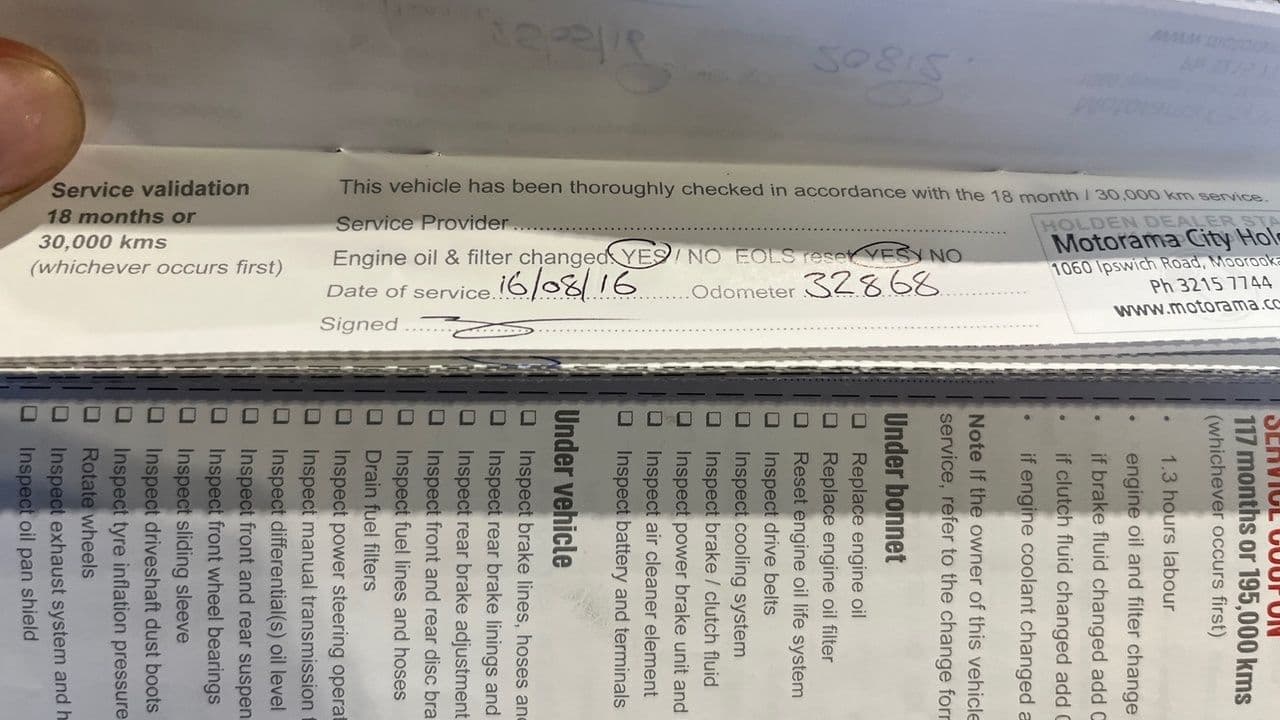 Service validation
18 months or
30,000 kms
(whichever occurs first)
This vehicle has been thoroughly checked in accordance with the 18 month / 30,000 km service.
Service Provider
Engine oil & filter changed YES / NO EOLS reset YES / NO
Date of service 16/08/16 Odometer 32868
Signed
HOLDEN DEALER
Motorama City
1060 Ipswich Road,
Ph 3215 7744
www.motorama.
SERVICE COUPON
117 months or 195,000 kms
(whichever occurs first)
• 1.3 hours labour
• engine oil and filter change
• if brake fluid changed add
• if clutch fluid changed add
• if engine coolant changed
Note If the owner of this vehicle
service, refer to the change
Under bonnet
Replace engine oil
Replace engine oil filter
Reset engine oil life system
Inspect drive belts
Inspect cooling system
Inspect brake / clutch fluid
Inspect power brake unit and
Inspect air cleaner element
Inspect battery and terminals
Under vehicle
Inspect brake lines, hoses
Inspect rear brake linings and
Inspect rear brake adjustment
Inspect front and rear disc
Inspect fuel lines and hoses
Drain fuel filters
Inspect power steering
Inspect manual transmission
Inspect differential(s) oil level
Inspect front and rear
Inspect front wheel bearings
Inspect sliding sleeve
Inspect driveshaft dust boots
Inspect tyre inflation pressure
Rotate wheels
Inspect exhaust system and
Inspect oil pan shield